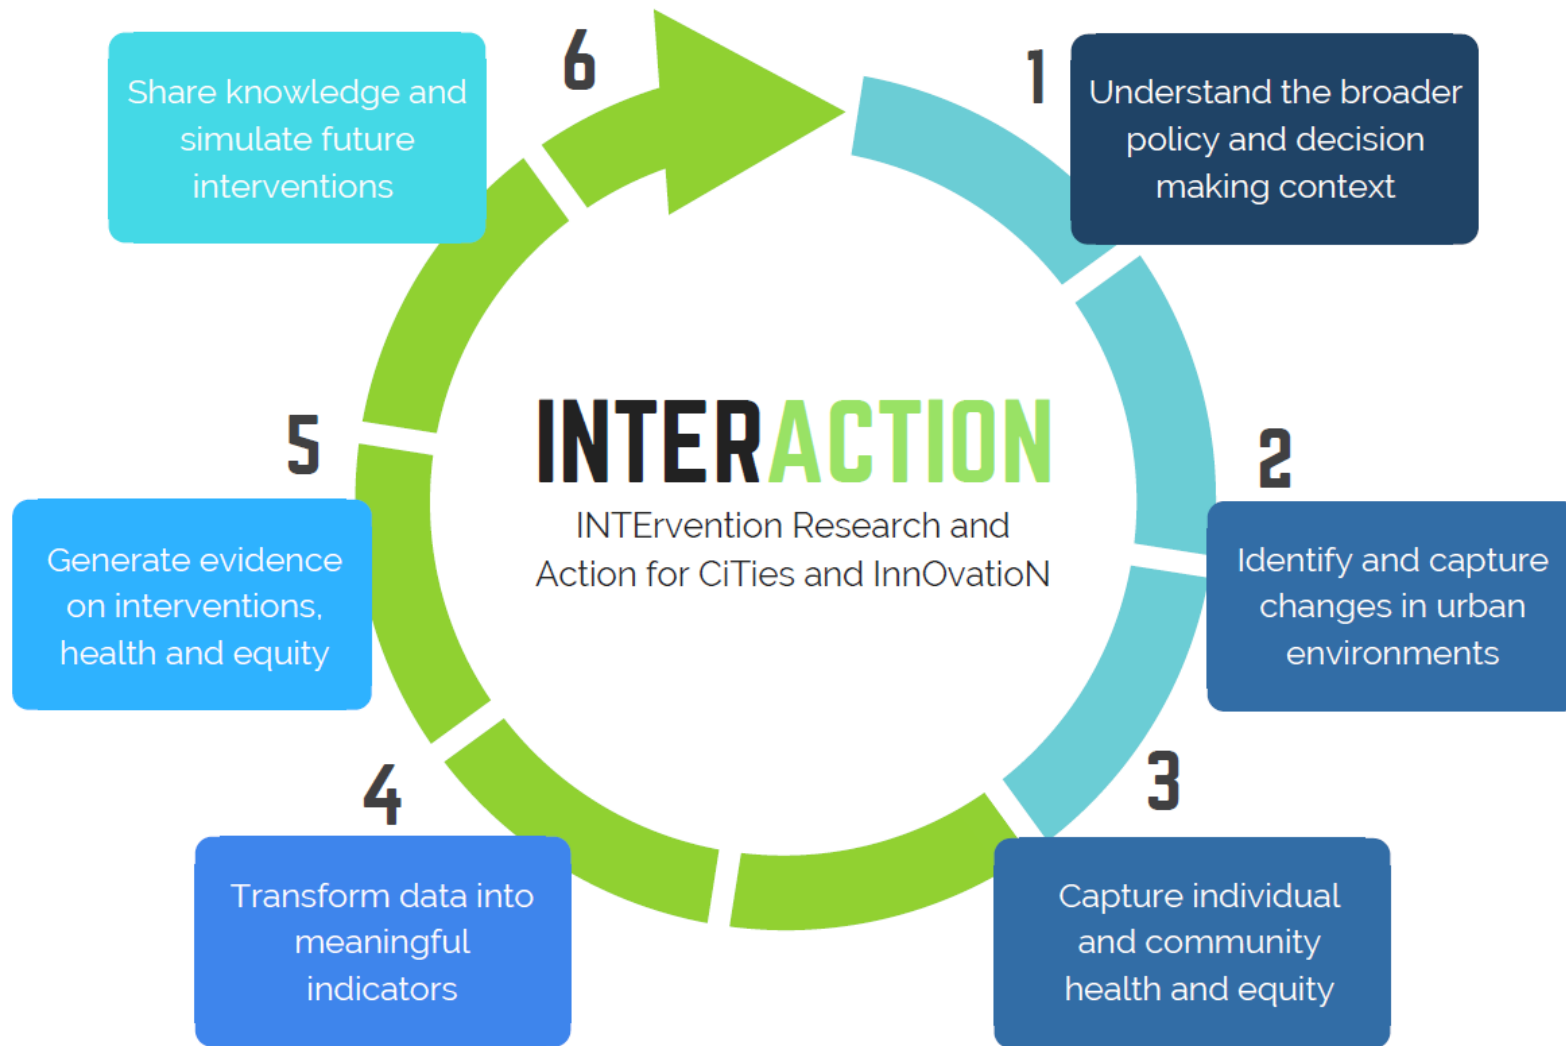 1
Understand the broader
policy and decision
making context
2
Identify and capture
changes in urban
environments
3
Capture individual
and community
health and equity
4
Transform data into
meaningful
indicators
5
Generate evidence
on interventions,
health and equity
6
Share knowledge and
simulate future
interventions
INTERACTION
INTErvention Research and
Action for CiTies and InnOvatioN